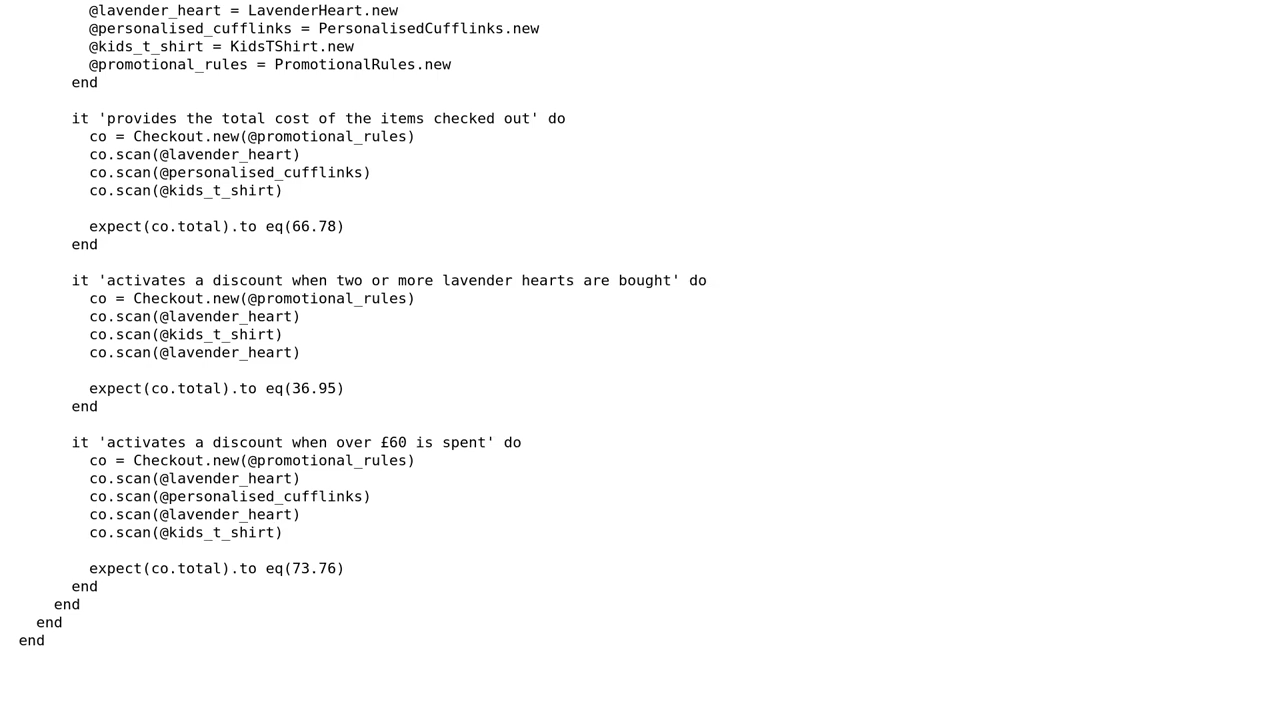 @lavender_heart = LavenderHeart.new
@personalised_cufflinks = PersonalisedCufflinks.new
@kids_t_shirt = KidsTShirt.new
@promotional_rules = PromotionalRules.new
end
it 'provides the total cost of the items checked out' do
co = Checkout.new(@promotional_rules)
co.scan(@lavender_heart)
co.scan(@personalised_cufflinks)
co.scan(@kids_t_shirt)
expect(co.total).to eq(66.78)
end
it 'activates a discount when two or more lavender hearts are bought' do
co = Checkout.new(@promotional_rules)
co.scan(@lavender_heart)
co.scan(@kids_t_shirt)
co.scan(@lavender_heart)
expect(co.total).to eq(36.95)
end
it 'activates a discount when over £60 is spent' do
co = Checkout.new(@promotional_rules)
co.scan(@lavender_heart)
co.scan(@personalised_cufflinks)
co.scan(@lavender_heart)
co.scan(@kids_t_shirt)
expect(co.total).to eq(73.76)
end
end
end
end